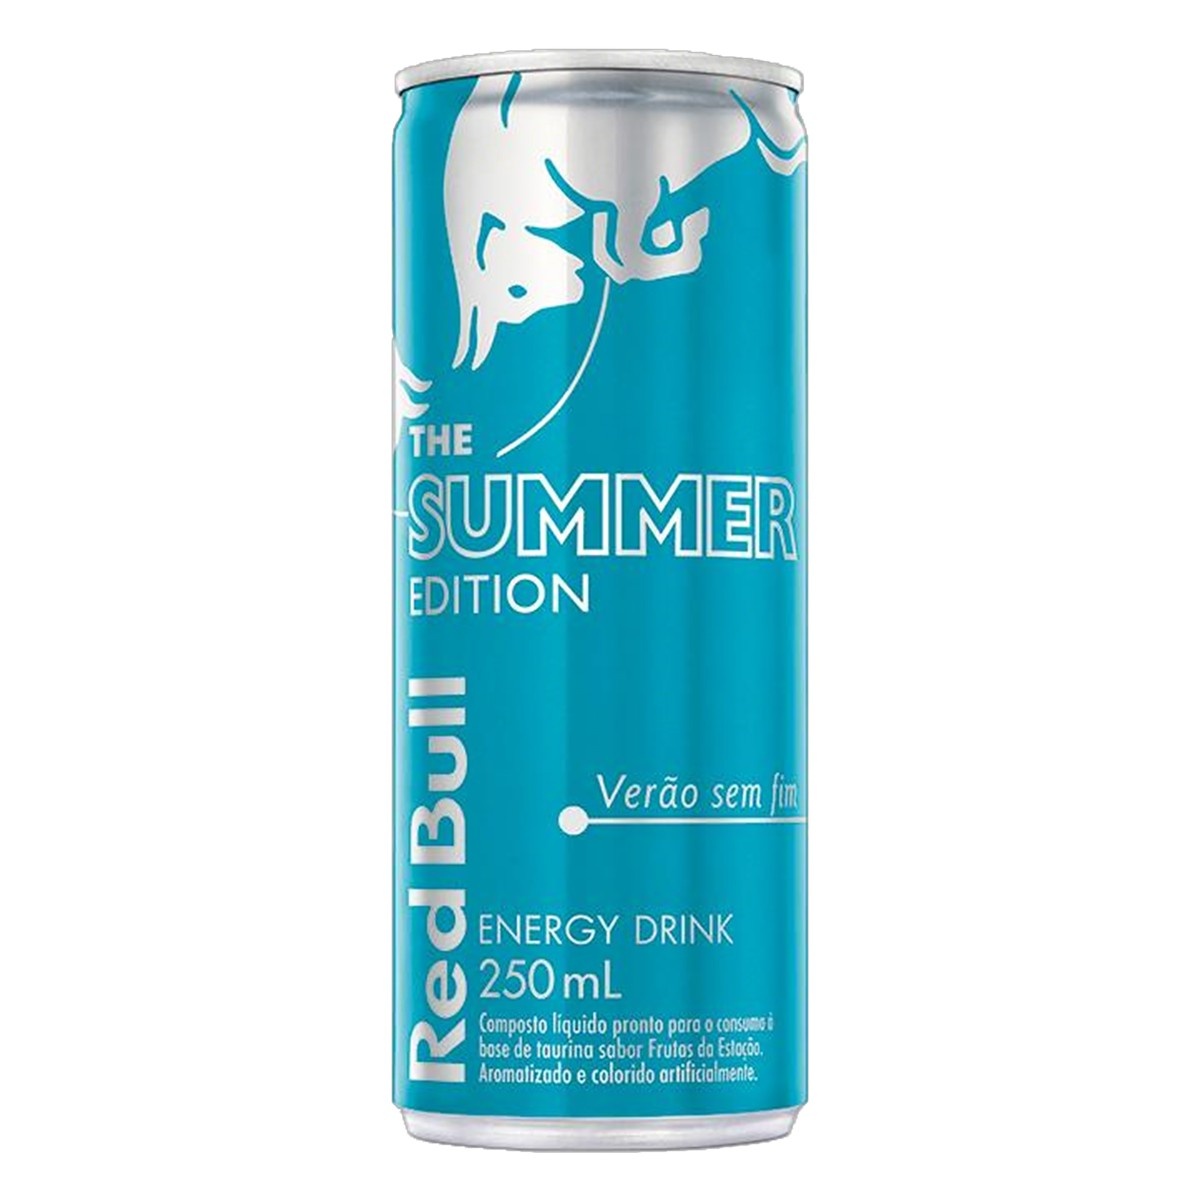 THE
SUMMER
EDITION
Red Bull
Verão sem fim
ENERGY DRINK
250 mL
Composto líquido pronto para o consumo à
base de taurina sabor Frutas da Estação.
Aromatizado e colorido artificialmente.